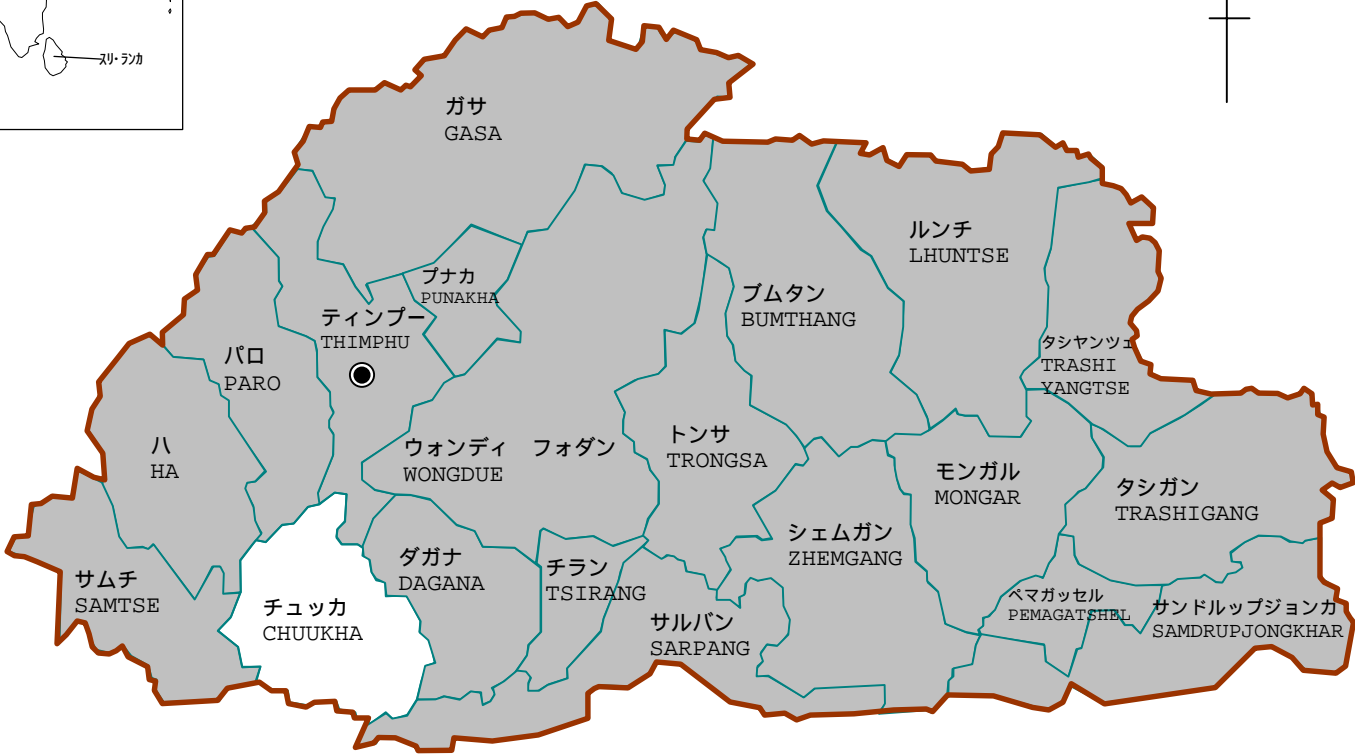 スリ・ランカ
ガサ
GASA
ルンチ
LHUNTSE
プナカ
PUNAKHA
ブムタン
BUMTHANG
ティンプー
THIMPHU
タシヤンツェ
TRASHI
YANGTSE
パロ
PARO
ハ
HA
ウォンディ フォダン
WONGDUE
トンサ
TRONGSA
モンガル
MONGAR
タシガン
TRASHIGANG
シェムガン
ZHEMGANG
ダガナ
DAGANA
チラン
TSIRANG
サムチ
SAMTSE
チュッカ
CHUUKHA
サルバン
SARPANG
ペマガッセル
PEMAGATSHEL
サンドルップジョンカ
SAMDRUPJONGKHAR